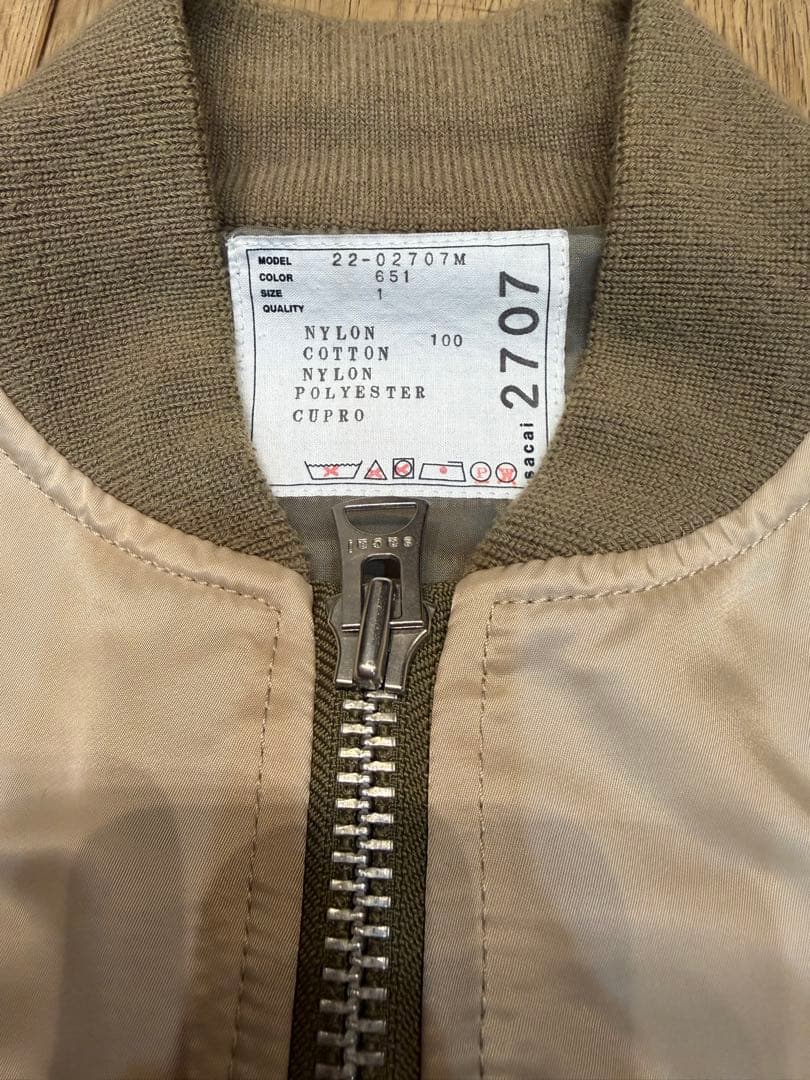 MODEL 22-02707M
COLOR 651
SIZE 1
QUALITY
NYLON 100
COTTON
NYLON
POLYESTER
CUPRO
P W
sacai 2707